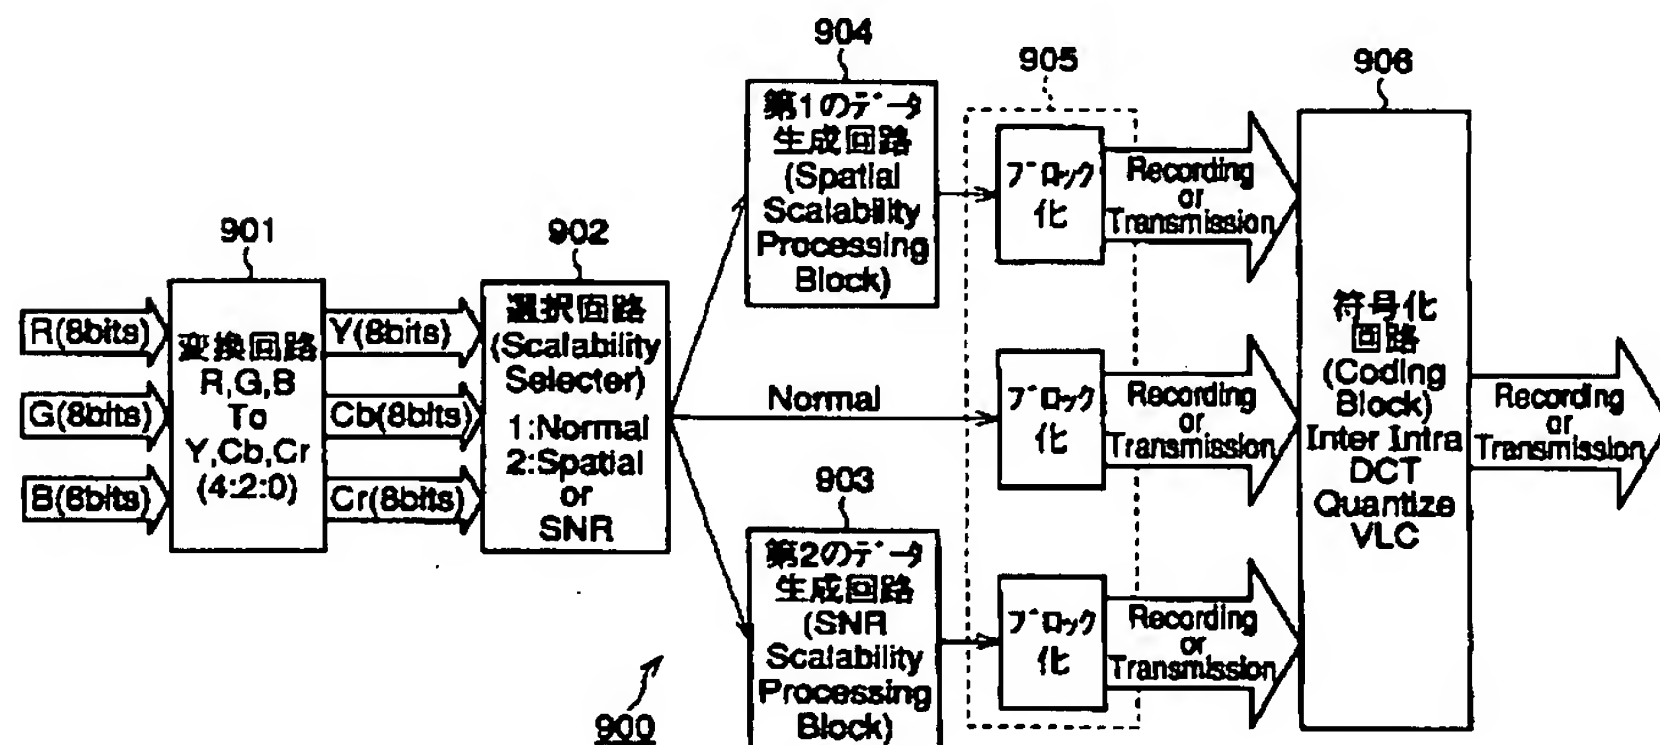 904
905
906
第1のデータ
生成回路
(Spatial
Scalability
Processing
Block)
ブロック
化
Recording
or
Transmission
901
902
R(8bits)
G(8bits)
B(8bits)
変換回路
R,G,B
To
Y,Cb,Cr
(4:2:0)
Y(8bits)
Cb(8bits)
Cr(8bits)
選択回路
(Scalability
Selecter)
1:Normal
2:Spatial
or
SNR
Normal
ブロック
化
Recording
or
Transmission
符号化
回路
(Coding
Block)
Inter Intra
DCT
Quantize
VLC
Recording
or
Transmission
903
第2のデータ
生成回路
(SNR
Scalability
Processing
Block)
ブロック
化
Recording
or
Transmission
900